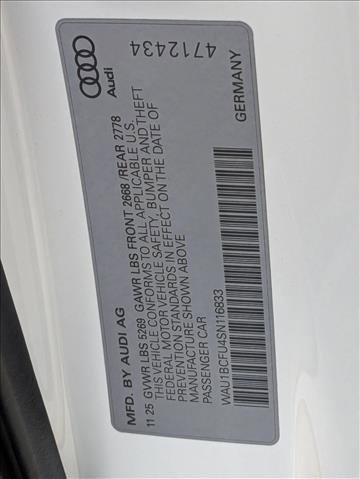 MFD. BY AUDI AG
11 25 GVWR LBS 5269 GAWR LBS FRONT 2668 /REAR 2778
THIS VEHICLE CONFORMS TO ALL APPLICABLE U.S.
FEDERAL MOTOR VEHICLE SAFETY, BUMPER AND THEFT
PREVENTION STANDARDS IN EFFECT ON THE DATE OF
MANUFACTURE SHOWN ABOVE
PASSENGER CAR
WAU1BCFU4SN116833
GERMANY
Audi
4712434